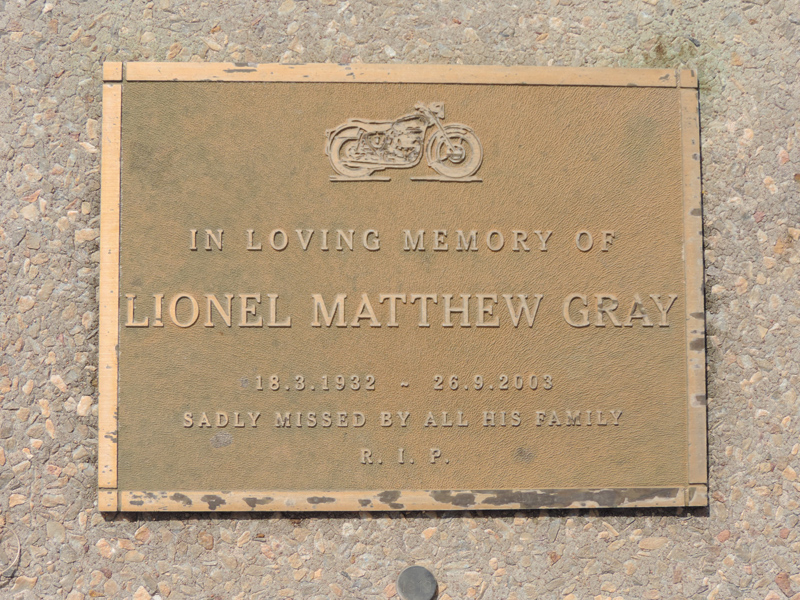 IN LOVING MEMORY OF
LIONEL MATTHEW GRAY
18.3.1932 ~ 26.9.2003
SADLY MISSED BY ALL HIS FAMILY
R. I. P.